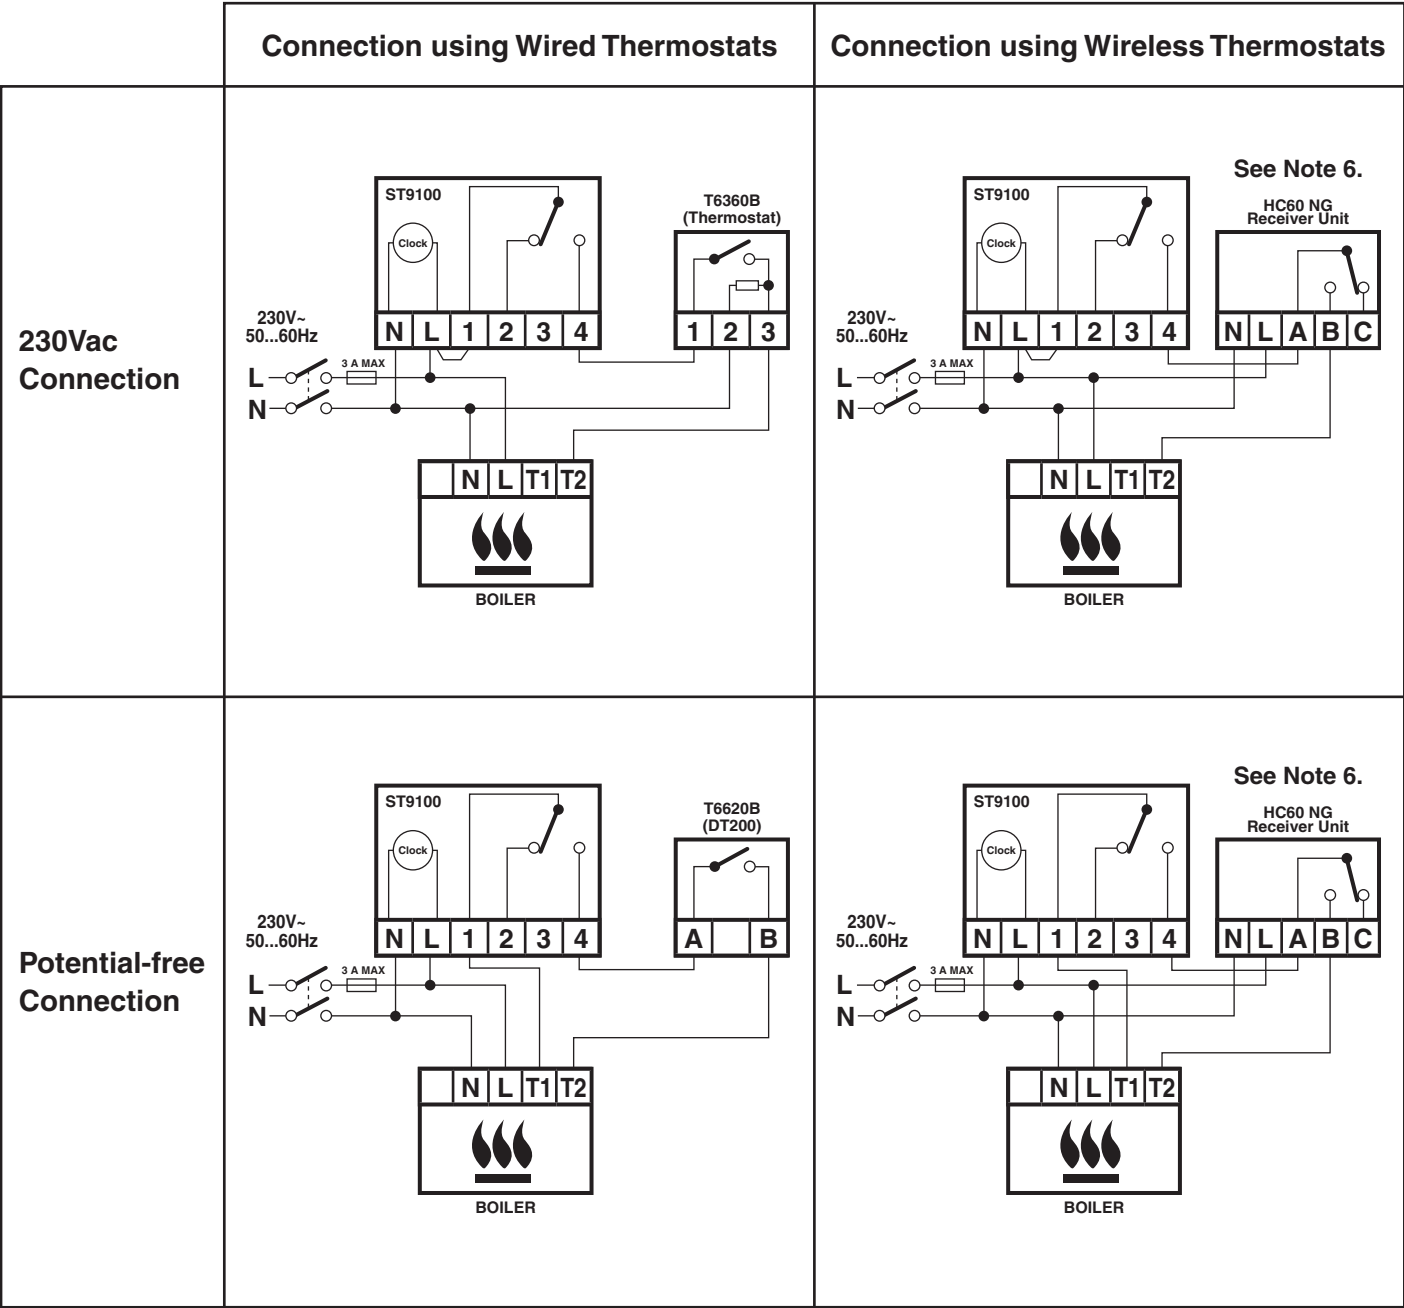 Connection using Wired Thermostats
Connection using Wireless Thermostats
230Vac
Connection
ST9100
Clock
N L 1 2 3 4
T6360B
(Thermostat)
1 2 3
230V~
50...60Hz
3 A MAX
L
N
N L T1 T2
BOILER
See Note 6.
ST9100
Clock
N L 1 2 3 4
HC60 NG
Receiver Unit
N L A B C
230V~
50...60Hz
3 A MAX
L
N
N L T1 T2
BOILER
Potential-free
Connection
ST9100
Clock
N L 1 2 3 4
T6620B
(DT200)
A B
230V~
50...60Hz
3 A MAX
L
N
N L T1 T2
BOILER
See Note 6.
ST9100
Clock
N L 1 2 3 4
HC60 NG
Receiver Unit
N L A B C
230V~
50...60Hz
3 A MAX
L
N
N L T1 T2
BOILER